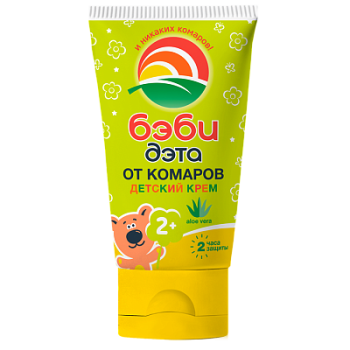 и никаких комаров!
бэби
дэта
ОТ КОМАРОВ
ДЕТСКИЙ КРЕМ
2+
aloe vera
2 часа
защиты